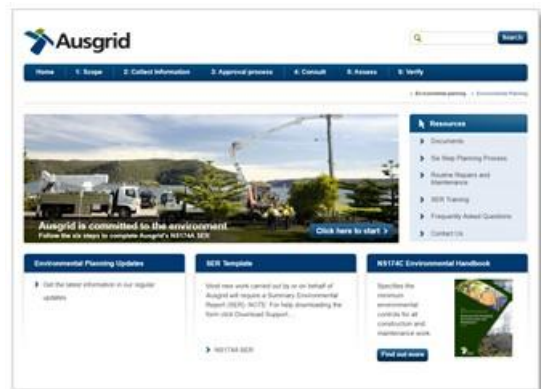 Ausgrid
Search
Home 1: Scope 2: Collect Information 3: Approval process 4: Consult 5: Assess 6: Verify
Environmental planning Environmental Planning
Resources
Documents
Six Step Planning Process
Routine Repairs and
Maintenance
SER Training
Frequently Asked Questions
Contact Us
Ausgrid is committed to the environment
Follow the six steps to complete Ausgrid's NS174A SER
Click here to start
Environmental Planning Updates
Get the latest information in our regular
updates
SER Template
Most new work carried out by or on behalf of
Ausgrid will require a Summary Environmental
Report (SER). NOTE: For help downloading the
form click Download Support...
NS174A SER
NS174C Environmental Handbook
Specifies the
minimum
environmental
controls for all
construction and
maintenance work.
Find out more